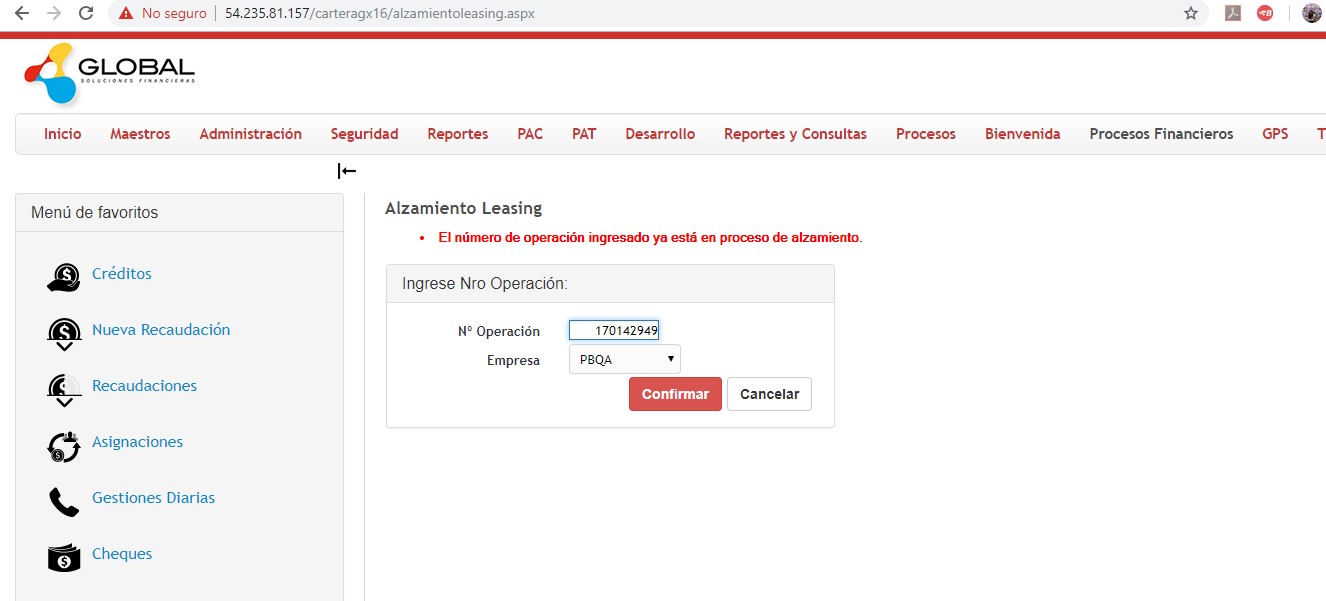 No seguro | 54.235.81.157/carteragx16/alzamientoleasing.aspx
GLOBAL
SOLUCIONES FINANCIERAS
Inicio Maestros Administración Seguridad Reportes PAC PAT Desarrollo Reportes y Consultas Procesos Bienvenida Procesos Financieros GPS T
Menú de favoritos
Créditos
Nueva Recaudación
Recaudaciones
Asignaciones
Gestiones Diarias
Cheques
Alzamiento Leasing
• El número de operación ingresado ya está en proceso de alzamiento.
Ingrese Nro Operación:
Nº Operación 170142949
Empresa PBQA
Confirmar Cancelar